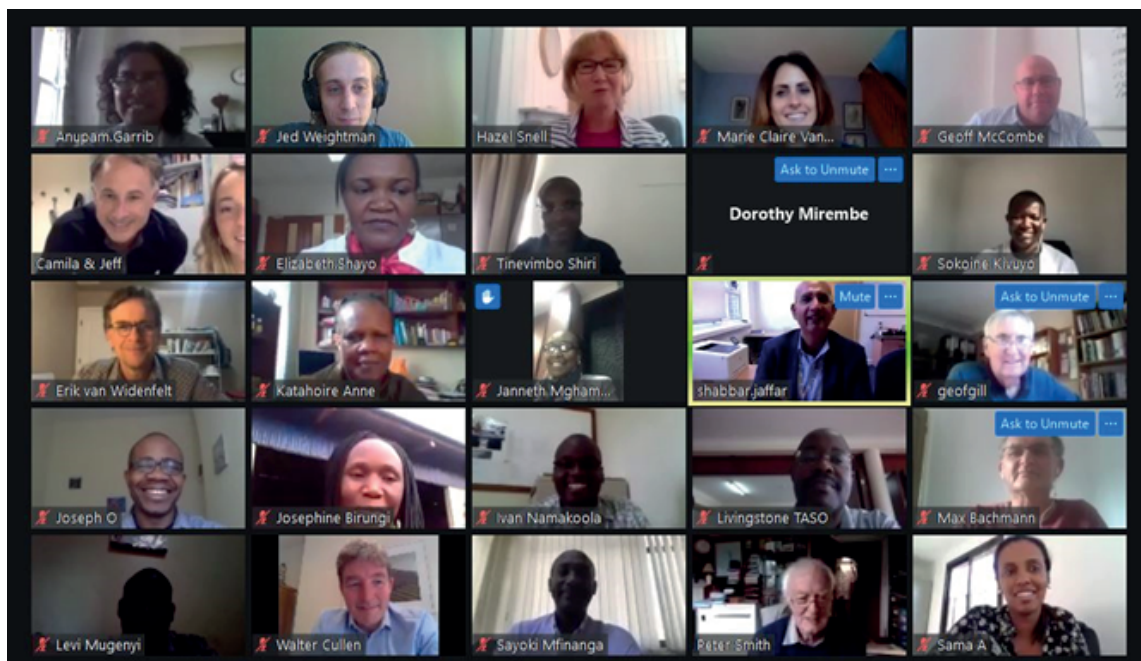 Anupam.Garrib
Jed Weightman
Hazel Snell
Marie Claire Van...
Geoff McCombe
Camila & Jeff
Elizabeth Shayo
Tinevimbo Shiri
Ask to Unmute ...
Dorothy Mirembe
Sokoine Kivuyo
Erik van Widenfelt
Katahoire Anne
Janneth Mgham...
Mute ...
shabbar.jaffar
Ask to Unmute ...
geofgill
Joseph O
Josephine Birungi
Ivan Namakoola
Livingstone TASO
Ask to Unmute ...
Max Bachmann
Levi Mugenyi
Walter Cullen
Sayoki Mfinanga
Peter Smith
Sama A